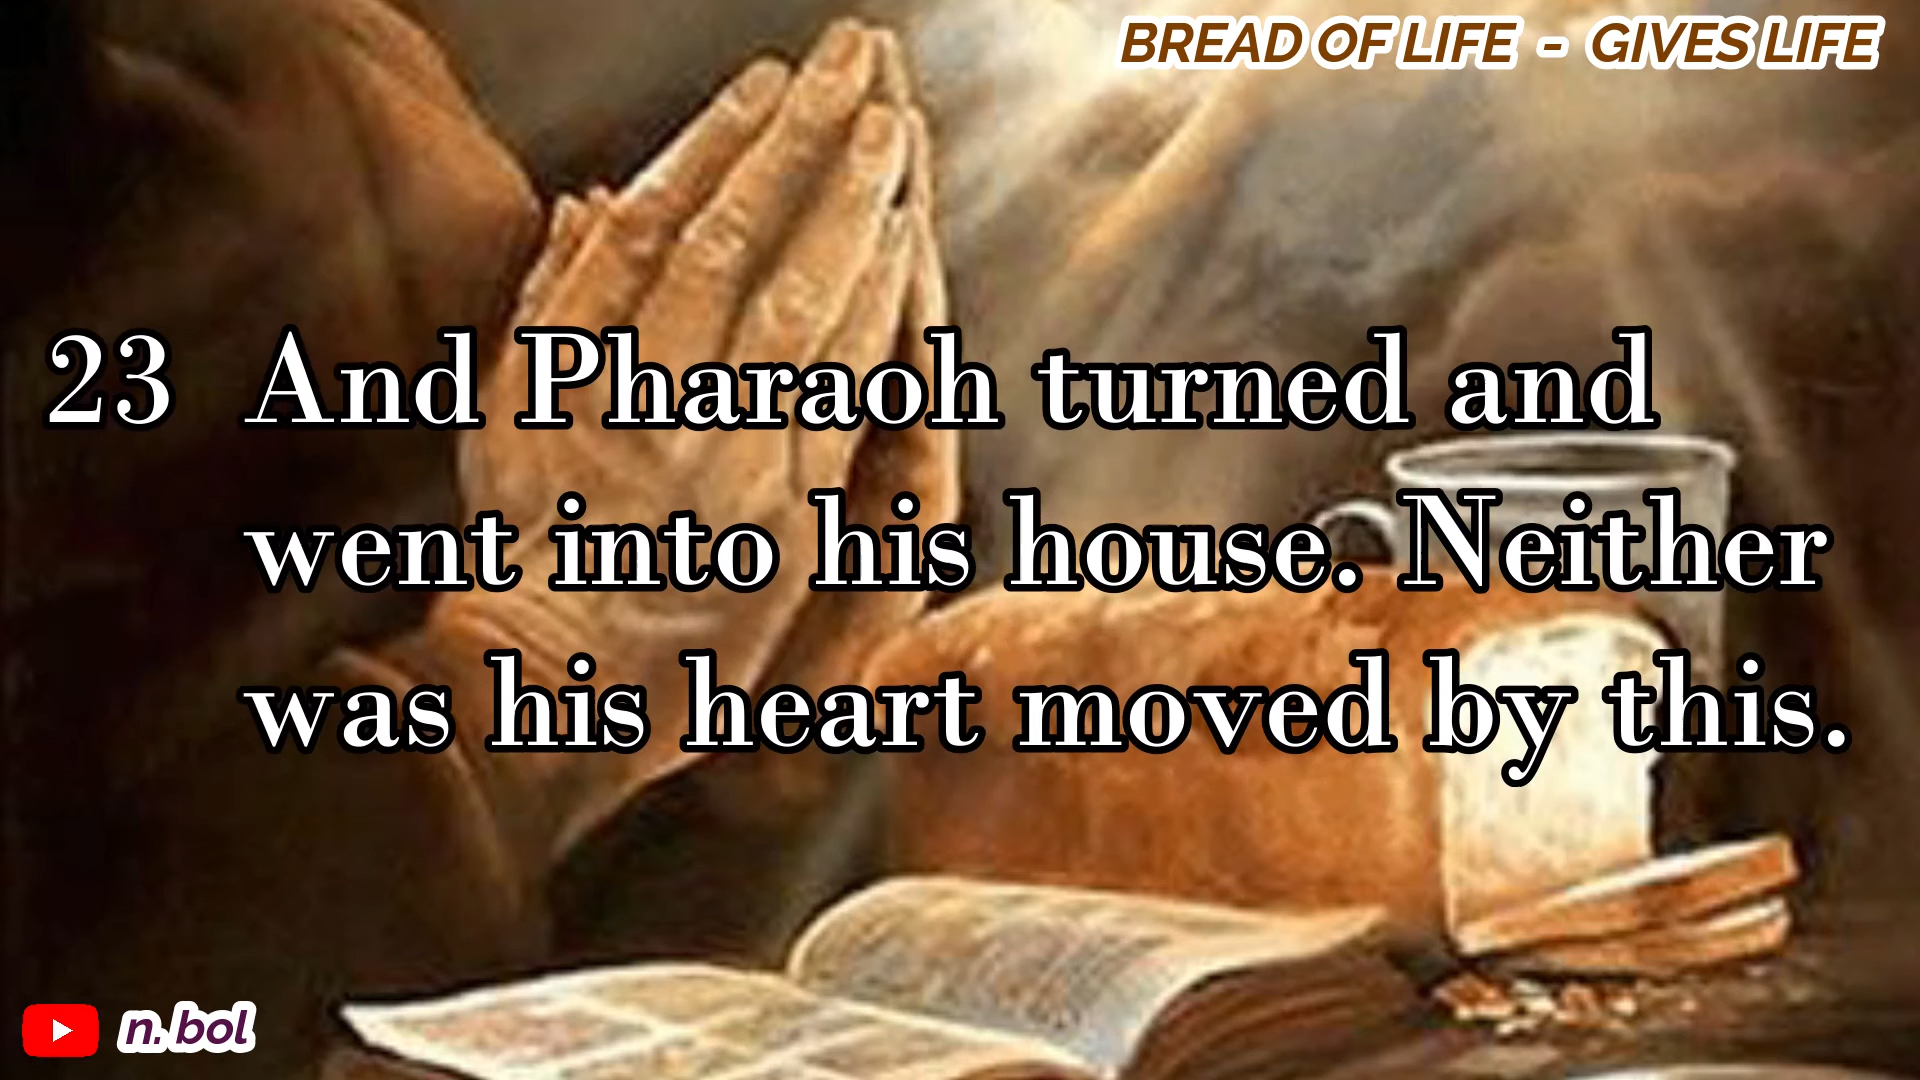 BREAD OF LIFE - GIVES LIFE
23 And Pharaoh turned and
went into his house. Neither
was his heart moved by this.
n. bol